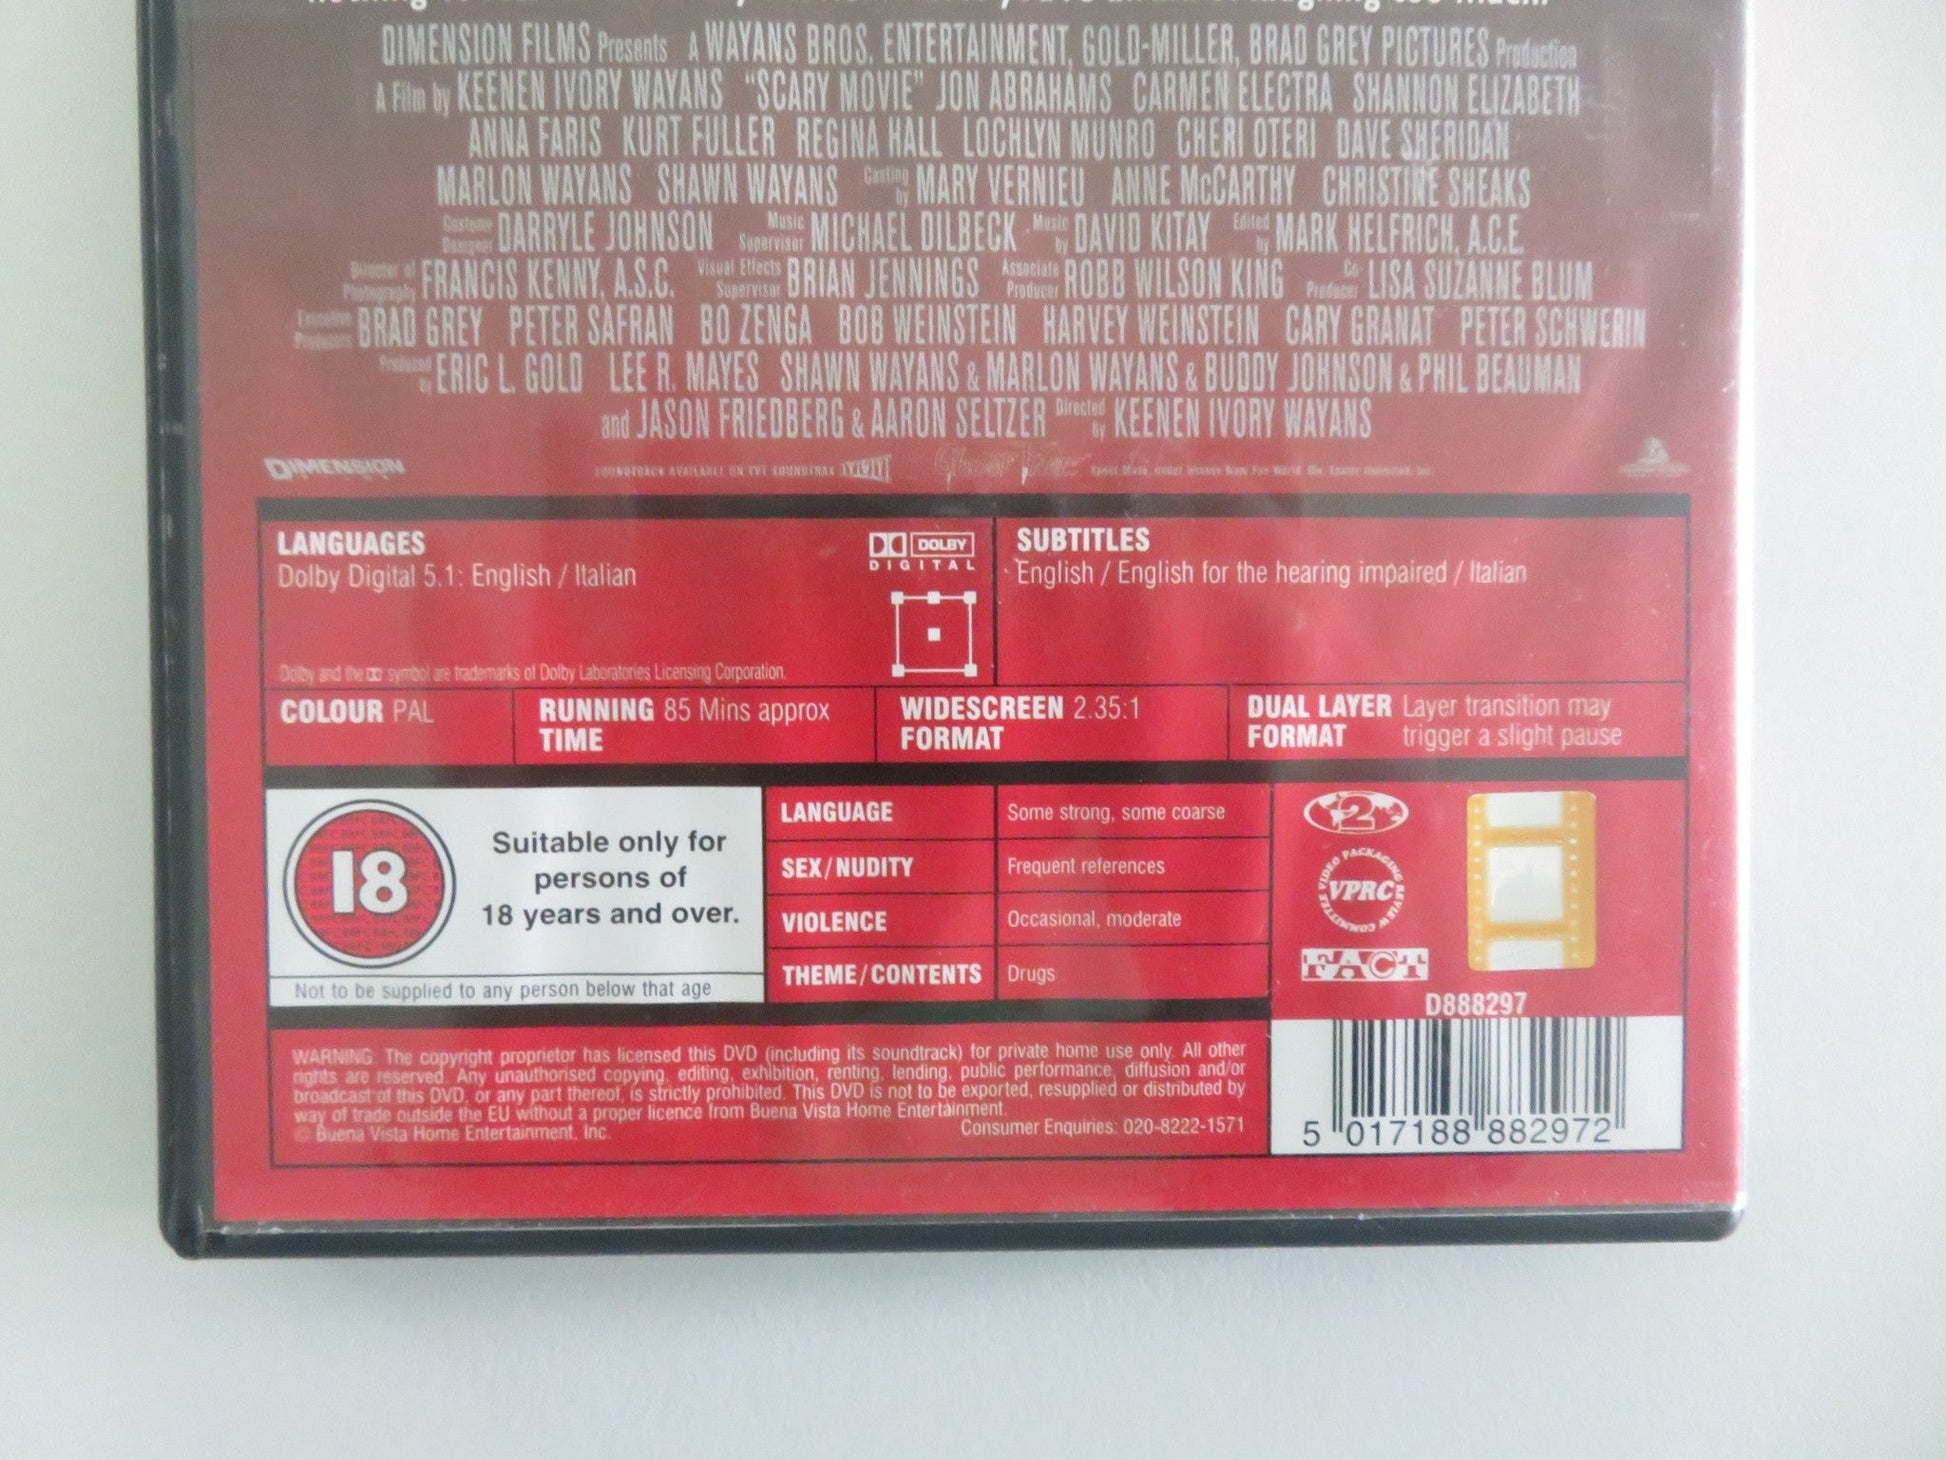 DIMENSION FILMS Presents A WAYANS BROS. ENTERTAINMENT, GOLD-MILLER, BRAD GREY PICTURES Production
A Film by KEENEN IVORY WAYANS "SCARY MOVIE" JON ABRAHAMS CARMEN ELECTRA SHANNON ELIZABETH
ANNA FARIS KURT FULLER REGINA HALL LOCHLYN MUNRO CHERI OTERI DAVE SHERIDAN
MARLON WAYANS SHAWN WAYANS Casting by MARY VERNIEU ANNE McCARTHY CHRISTINE SHEAKS
Costume Designer DARRYLE JOHNSON Music Supervisor MICHAEL DILBECK Music by DAVID KITAY Edited by MARK HELFRICH, A.C.E.
Director of Photography FRANCIS KENNY, A.S.C. Visual Effects Supervisor BRIAN JENNINGS Associate Producer ROBB WILSON KING Co-Producer LISA SUZANNE BLUM
Executive Producers BRAD GREY PETER SAFRAN BO ZENGA BOB WEINSTEIN HARVEY WEINSTEIN CARY GRANAT PETER SCHWERIN
Produced by ERIC L. GOLD LEE R. MAYES SHAWN WAYANS & MARLON WAYANS & BUDDY JOHNSON & PHIL BEAUMAN
and JASON FRIEDBERG & AARON SELTZER Directed by KEENEN IVORY WAYANS
DIMENSION SOUNDTRACK AVAILABLE ON TVT SOUNDTRAX
LANGUAGES
Dolby Digital 5.1: English / Italian
DOLBY
DIGITAL
Dolby and the symbol are trademarks of Dolby Laboratories Licensing Corporation.
SUBTITLES
English / English for the hearing impaired / Italian
COLOUR PAL
RUNNING 85 Mins approx
TIME
WIDESCREEN 2.35:1
FORMAT
DUAL LAYER Layer transition may
FORMAT trigger a slight pause
18
Suitable only for
persons of
18 years and over.
Not to be supplied to any person below that age
LANGUAGE Some strong, some coarse
SEX/NUDITY Frequent references
VIOLENCE Occasional, moderate
THEME/CONTENTS Drugs
2
VIDEO PACKAGING REVIEW COMMITTEE
VPRC
FACT
D888297
WARNING: The copyright proprietor has licensed this DVD (including its soundtrack) for private home use only. All other
rights are reserved. Any unauthorised copying, editing, exhibition, renting, lending, public performance, diffusion and/or
broadcast of this DVD, or any part thereof, is strictly prohibited. This DVD is not to be exported, resupplied or distributed by
way of trade outside the EU without a proper licence from Buena Vista Home Entertainment.
© Buena Vista Home Entertainment, Inc.
Consumer Enquiries: 020-8222-1571
5 017188 882972